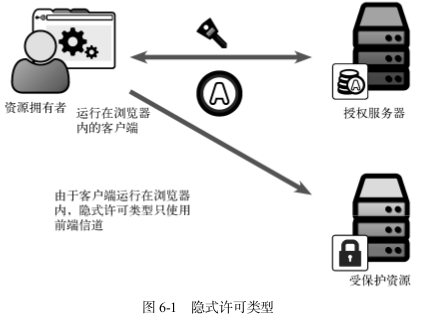 资源拥有者
运行在浏览器
内的客户端
A
授权服务器
由于客户端运行在浏览器
内，隐式许可类型只使用
前端信道
受保护资源
图 6-1 隐式许可类型